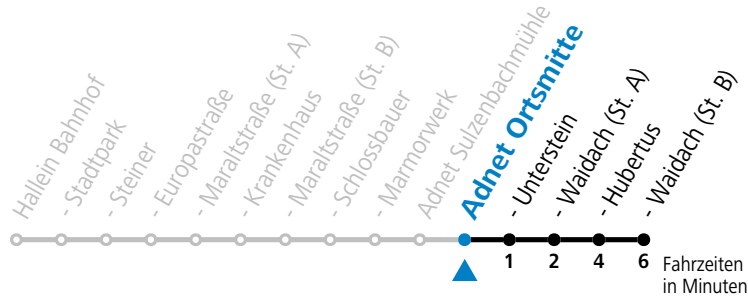 Hallein Bahnhof
- Stadtpark
- Steiner
- Europastraße
- Maraltstraße (St. A)
- Krankenhaus
- Maraltstraße (St. B)
- Schlossbauer
- Marmorwerk
Adnet Sulzenbachmühle
Adnet Ortsmitte
- Unterstein
- Waidach (St. A)
- Hubertus
- Waidach (St. B)
1 2 4 6 Fahrzeiten
in Minuten